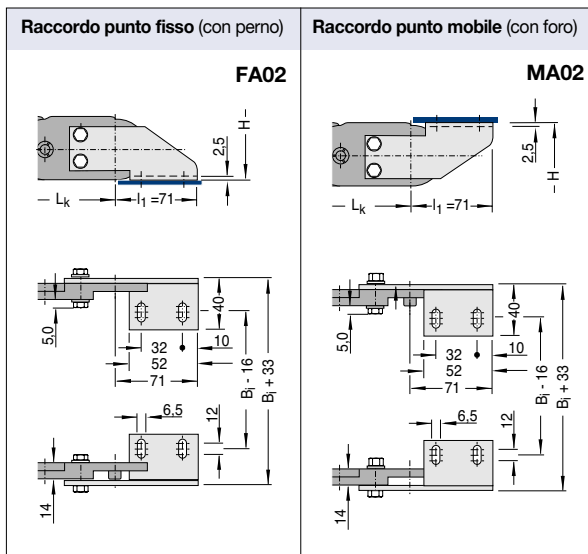 Raccordo punto fisso (con perno)
FA02
H
2,5
Lk
l1 =71
5,0
40
32
10
52
71
Bi - 16
Bi + 33
6,5
12
14
Raccordo punto mobile (con foro)
MA02
2,5
H
Lk
l1 =71
5,0
40
32
10
52
71
Bi - 16
Bi + 33
6,5
12
14